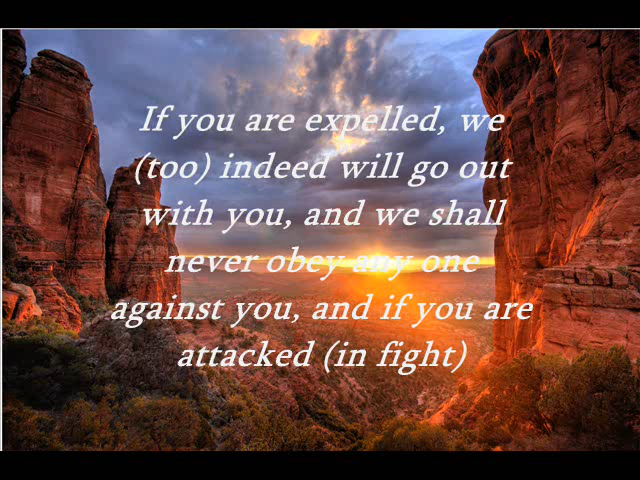 If you are expelled, we
(too) indeed will go out
with you, and we shall
never obey any one
against you, and if you are
attacked (in fight)